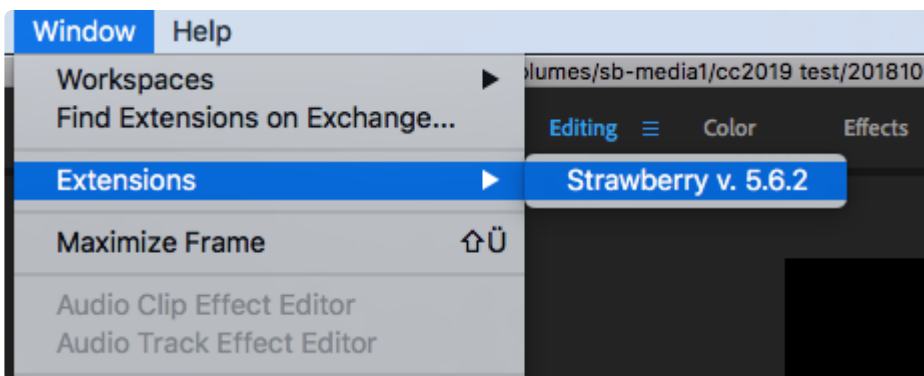 Window Help
lumes/sb-media1/cc2019 test/201810
Workspaces
Find Extensions on Exchange...
Editing Color Effects
Extensions
Strawberry v. 5.6.2
Maximize Frame ⇧Ü
Audio Clip Effect Editor
Audio Track Effect Editor